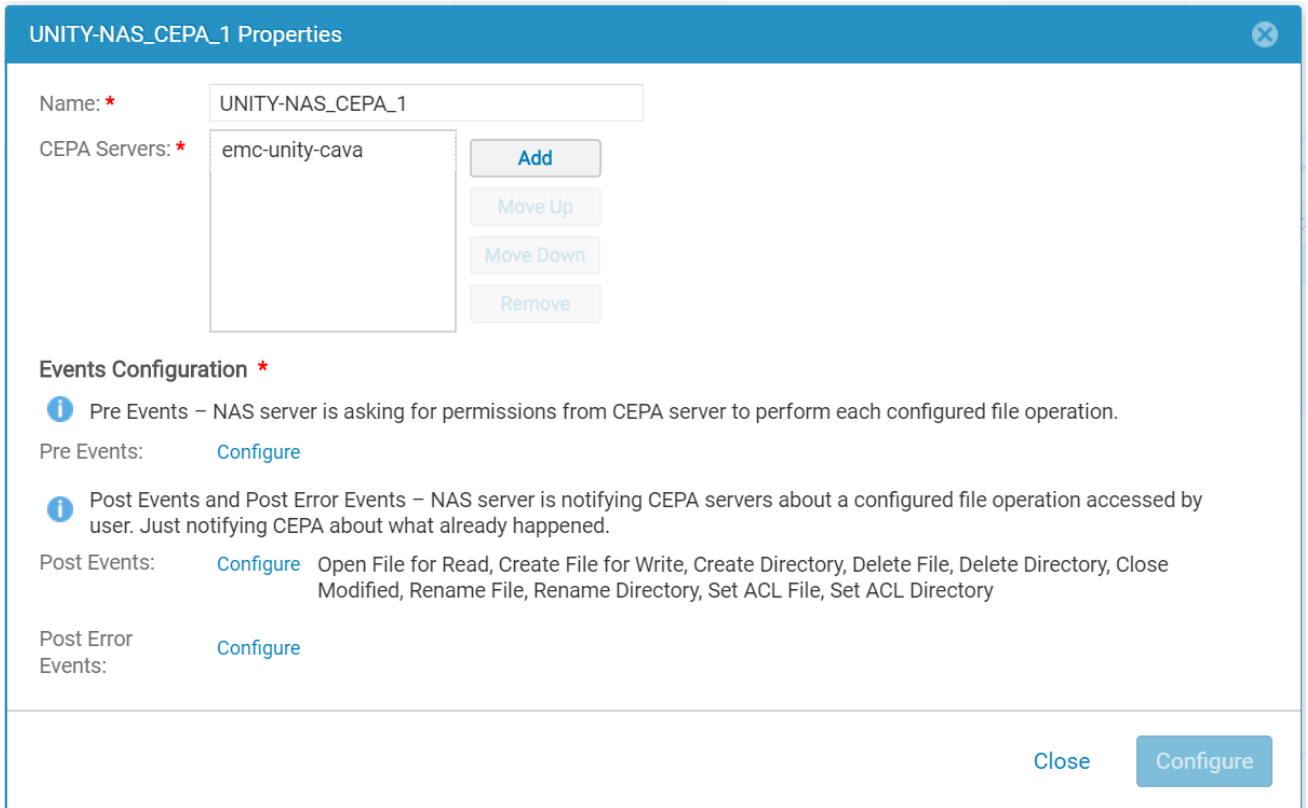 UNITY-NAS_CEPA_1 Properties
Name: * UNITY-NAS_CEPA_1
CEPA Servers: * emc-unity-cava
Add
Move Up
Move Down
Remove
Events Configuration *
Pre Events – NAS server is asking for permissions from CEPA server to perform each configured file operation.
Pre Events: Configure
Post Events and Post Error Events – NAS server is notifying CEPA servers about a configured file operation accessed by
user. Just notifying CEPA about what already happened.
Post Events: Configure Open File for Read, Create File for Write, Create Directory, Delete File, Delete Directory, Close
Modified, Rename File, Rename Directory, Set ACL File, Set ACL Directory
Post Error
Events: Configure
Close Configure